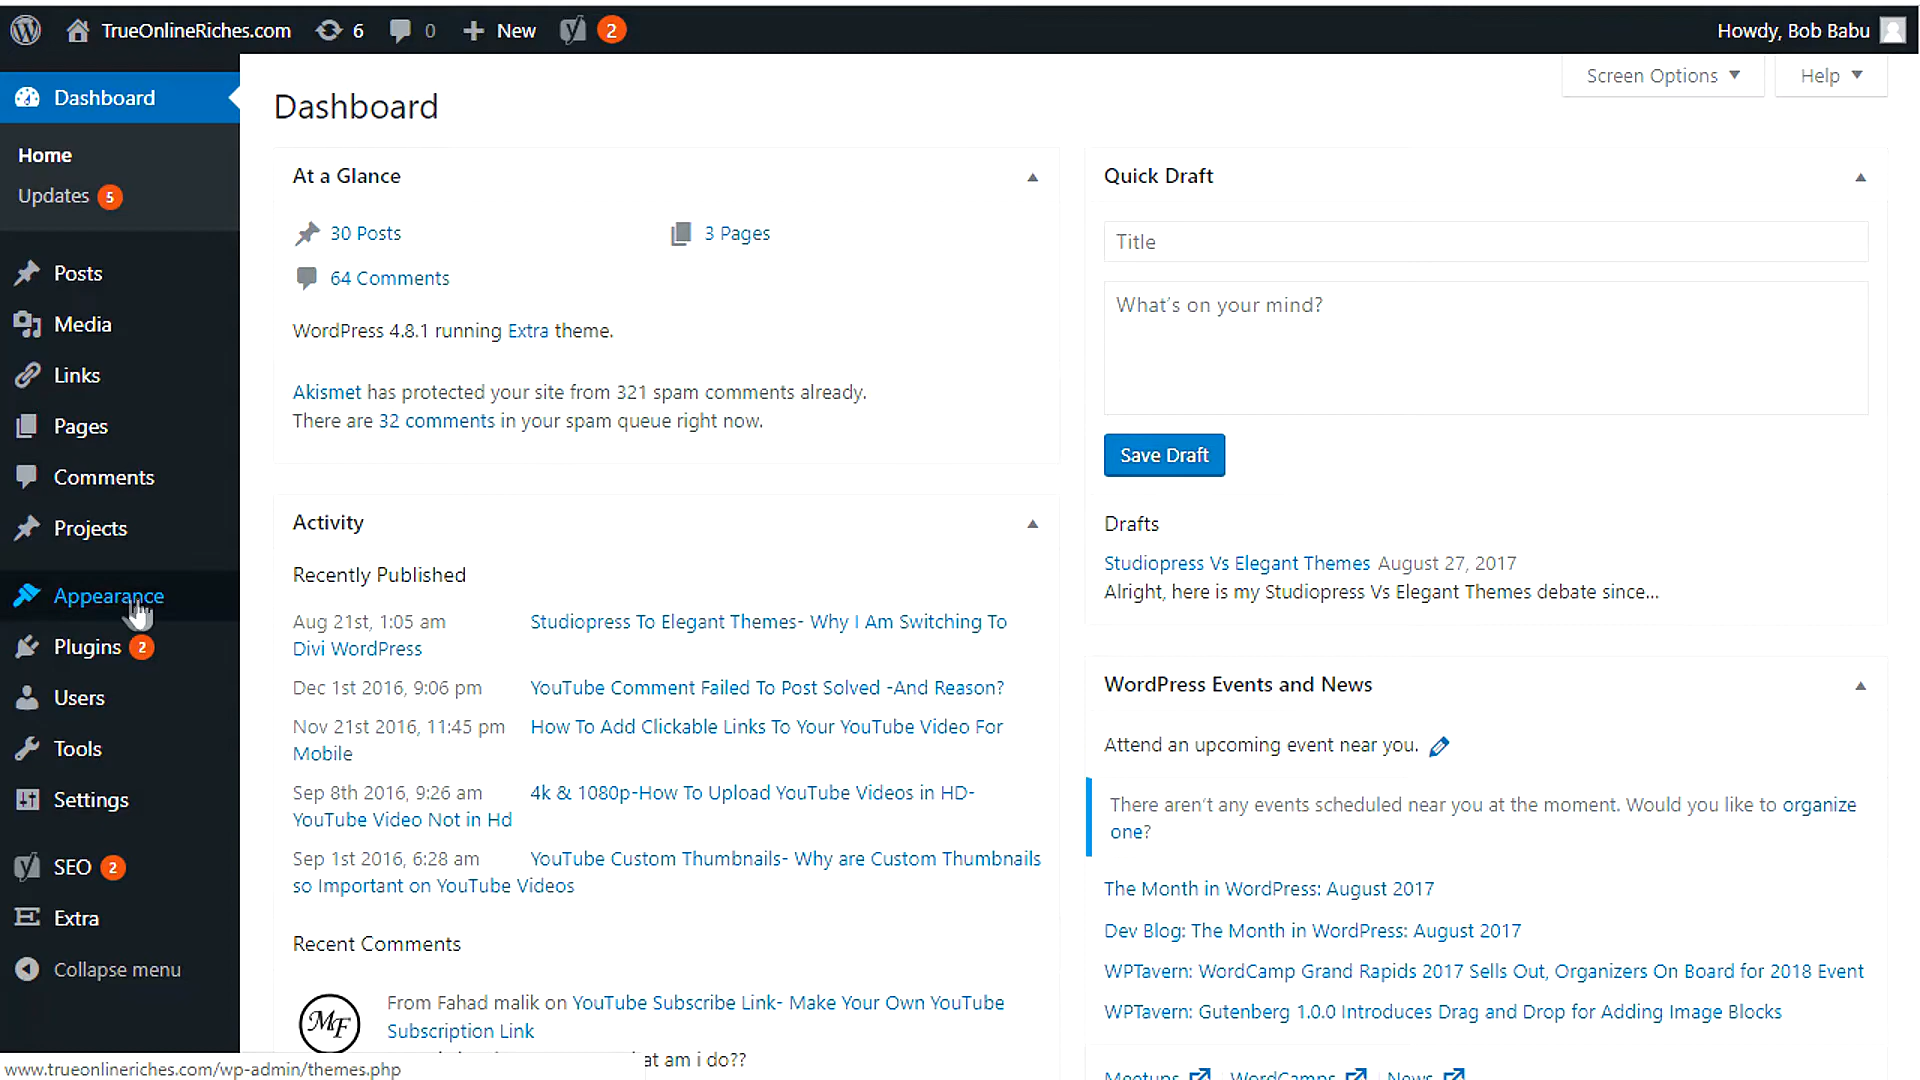 TrueOnlineRiches.com 6 0 New 2 Howdy, Bob Babu
Screen Options Help
Dashboard
Home
Updates 5
Posts
Media
Links
Pages
Comments
Projects
Appearance
Plugins 2
Users
Tools
Settings
SEO 2
Extra
Collapse menu
Dashboard
At a Glance
30 Posts 3 Pages
64 Comments
WordPress 4.8.1 running Extra theme.
Akismet has protected your site from 321 spam comments already.
There are 32 comments in your spam queue right now.
Activity
Recently Published
Aug 21st, 1:05 am Studiopress To Elegant Themes- Why I Am Switching To
Divi WordPress
Dec 1st 2016, 9:06 pm YouTube Comment Failed To Post Solved -And Reason?
Nov 21st 2016, 11:45 pm How To Add Clickable Links To Your YouTube Video For
Mobile
Sep 8th 2016, 9:26 am 4k & 1080p-How To Upload YouTube Videos in HD-
YouTube Video Not in Hd
Sep 1st 2016, 6:28 am YouTube Custom Thumbnails- Why are Custom Thumbnails
so Important on YouTube Videos
Recent Comments
MF
From Fahad malik on YouTube Subscribe Link- Make Your Own YouTube
Subscription Link
at am i do??
Quick Draft
Title
What's on your mind?
Save Draft
Drafts
Studiopress Vs Elegant Themes August 27, 2017
Alright, here is my Studiopress Vs Elegant Themes debate since...
WordPress Events and News
Attend an upcoming event near you.
There aren't any events scheduled near you at the moment. Would you like to organize
one?
The Month in WordPress: August 2017
Dev Blog: The Month in WordPress: August 2017
WPTavern: WordCamp Grand Rapids 2017 Sells Out, Organizers On Board for 2018 Event
WPTavern: Gutenberg 1.0.0 Introduces Drag and Drop for Adding Image Blocks
Meetups | WordCamps | News
www.trueonlineriches.com/wp-admin/themes.php